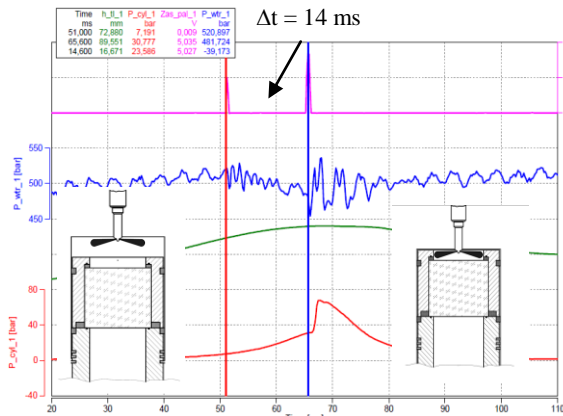 Time h_tl_1 P_cyl_1 Zas_pal_1 P_wtr_1
ms mm bar V bar
51,000 72,880 7,191 0,009 520,897
65,600 89,551 30,777 5,035 481,724
14,600 16,671 23,586 5,027 -39,173
Δt = 14 ms
550
500
450
P_wtr_1 [bar]
80
40
0
-40
P_cyl_1 [bar]
20 30 40 50 60 70 80 90 100 110